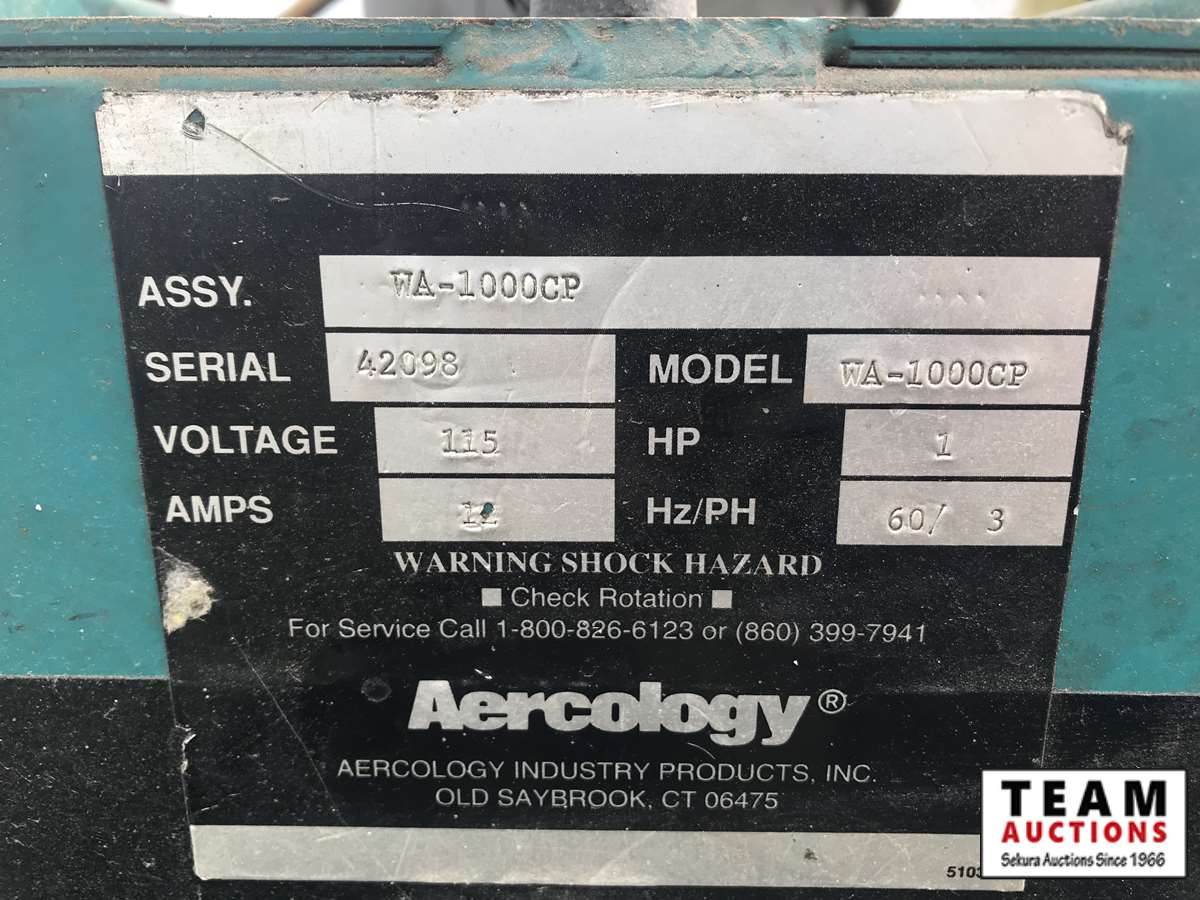 ASSY. WA-1000CP
SERIAL 42098 MODEL WA-1000CP
VOLTAGE 115 HP 1
AMPS Hz/PH 60/ 3
WARNING SHOCK HAZARD
■ Check Rotation ■
For Service Call 1-800-826-6123 or (860) 399-7941
Aercology®
AERCOLOGY INDUSTRY PRODUCTS, INC.
OLD SAYBROOK, CT 06475
TEAM
AUCTIONS
Sekura Auctions Since 1966